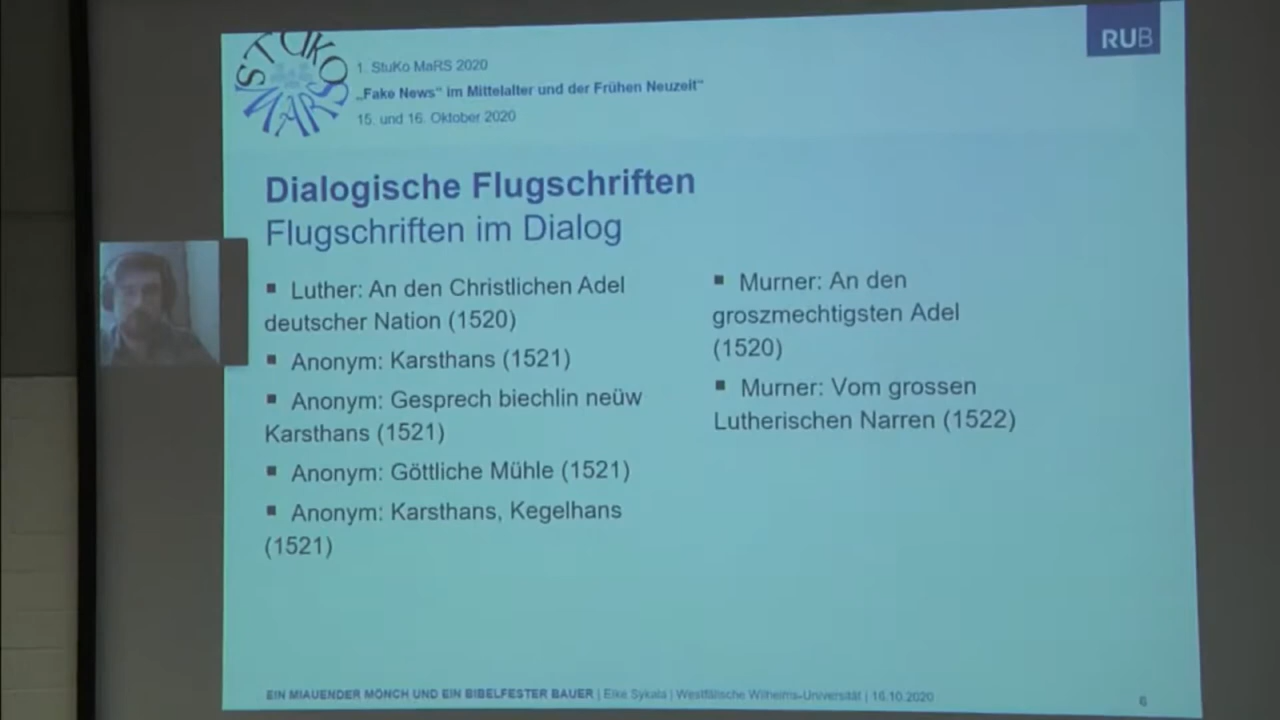 STUKO
MARS
1. StuKo MaRS 2020
„Fake News“ im Mittelalter und der Frühen Neuzeit“
15. und 16. Oktober 2020
RUB
Dialogische Flugschriften
Flugschriften im Dialog
▪ Luther: An den Christlichen Adel
deutscher Nation (1520)
▪ Anonym: Karsthans (1521)
▪ Anonym: Gesprech biechlin neüw
Karsthans (1521)
▪ Anonym: Göttliche Mühle (1521)
▪ Anonym: Karsthans, Kegelhans
(1521)
▪ Murner: An den
groszmechtigsten Adel
(1520)
▪ Murner: Vom grossen
Lutherischen Narren (1522)
EIN MIAUENDER MÖNCH UND EIN BIBELFESTER BAUER | Elke Sykala | Westfälische Wilhelms-Universität | 16.10.2020
6